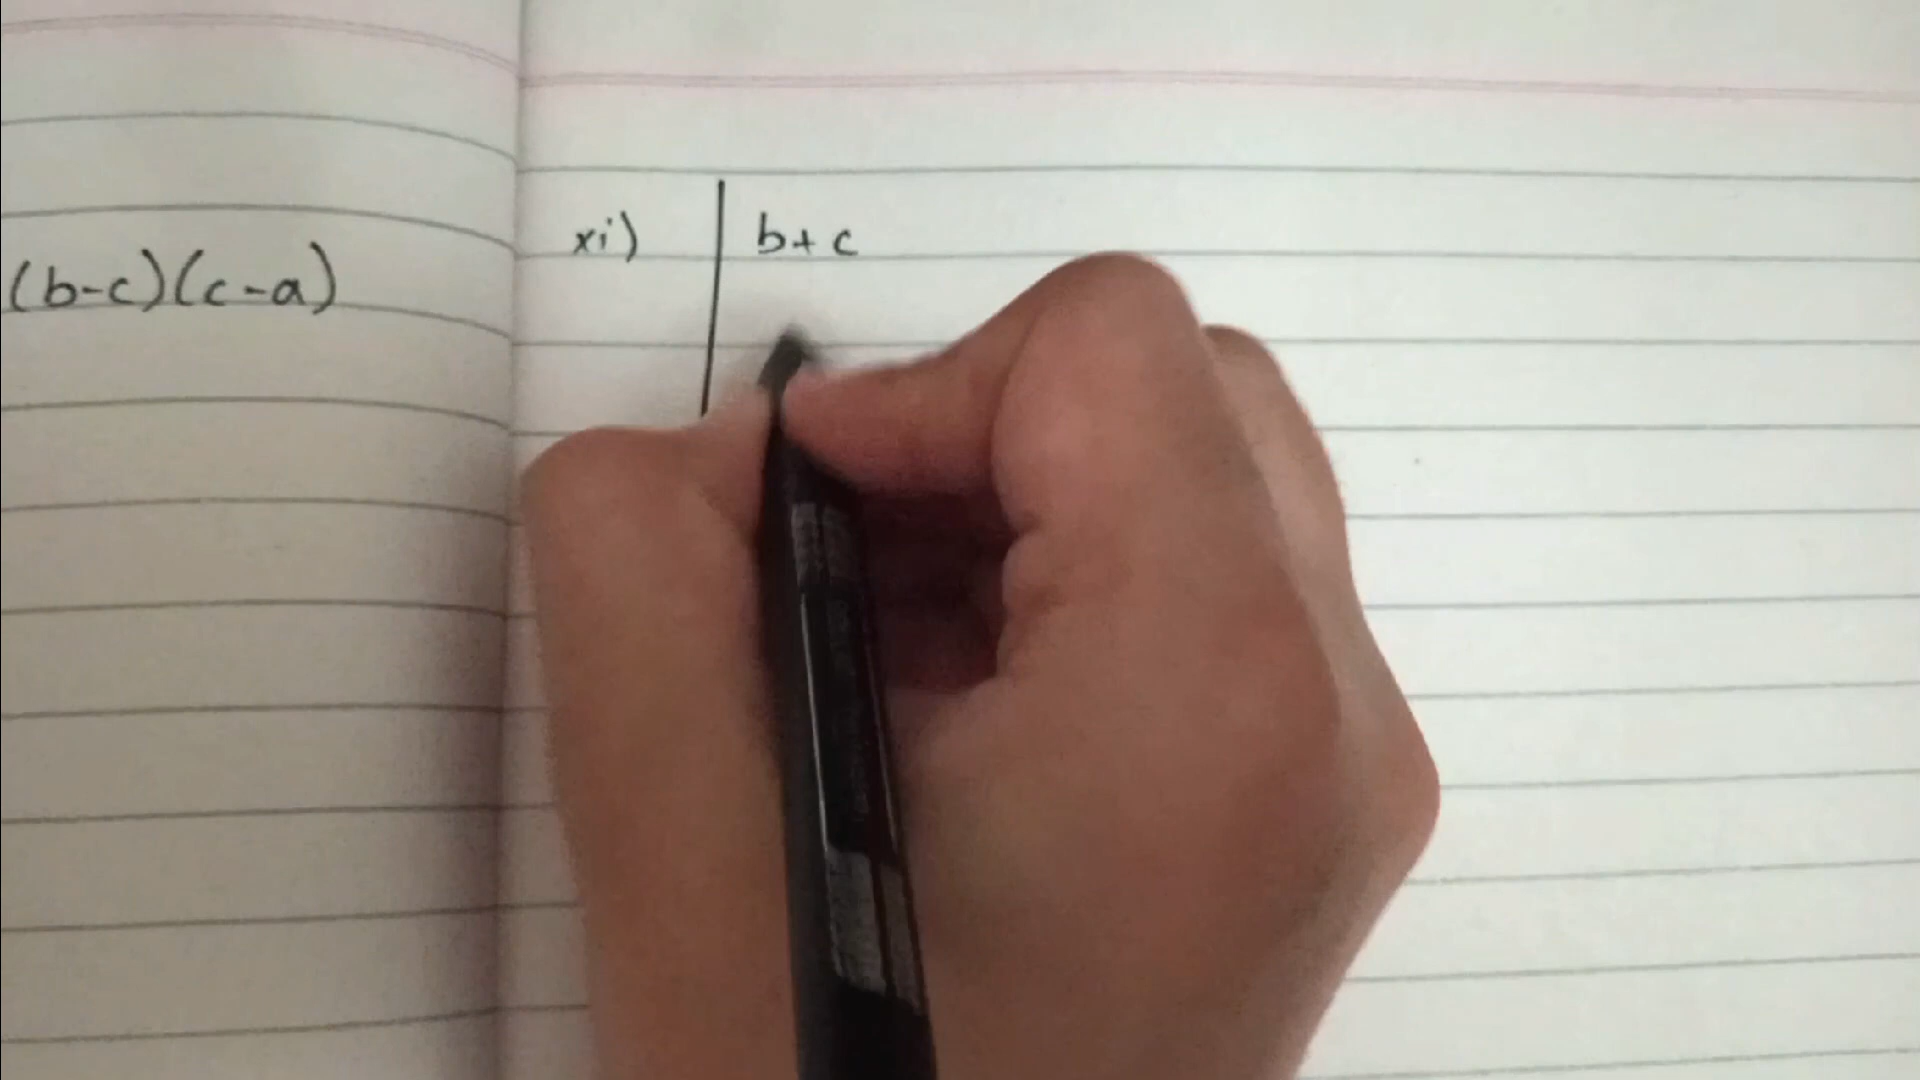 (b-c)(c-a)
xi) | b+c